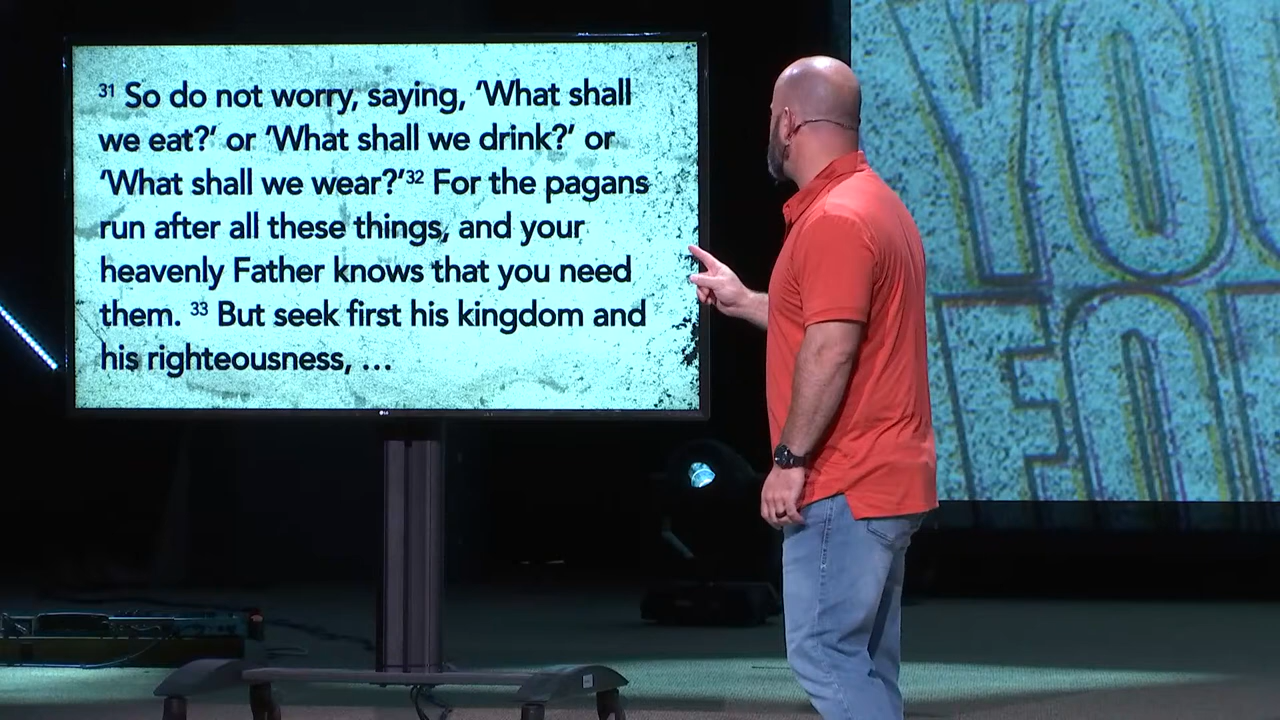 31 So do not worry, saying, ‘What shall
we eat?’ or ‘What shall we drink?’ or
‘What shall we wear?’32 For the pagans
run after all these things, and your
heavenly Father knows that you need
them. 33 But seek first his kingdom and
his righteousness, …
LG
YOU